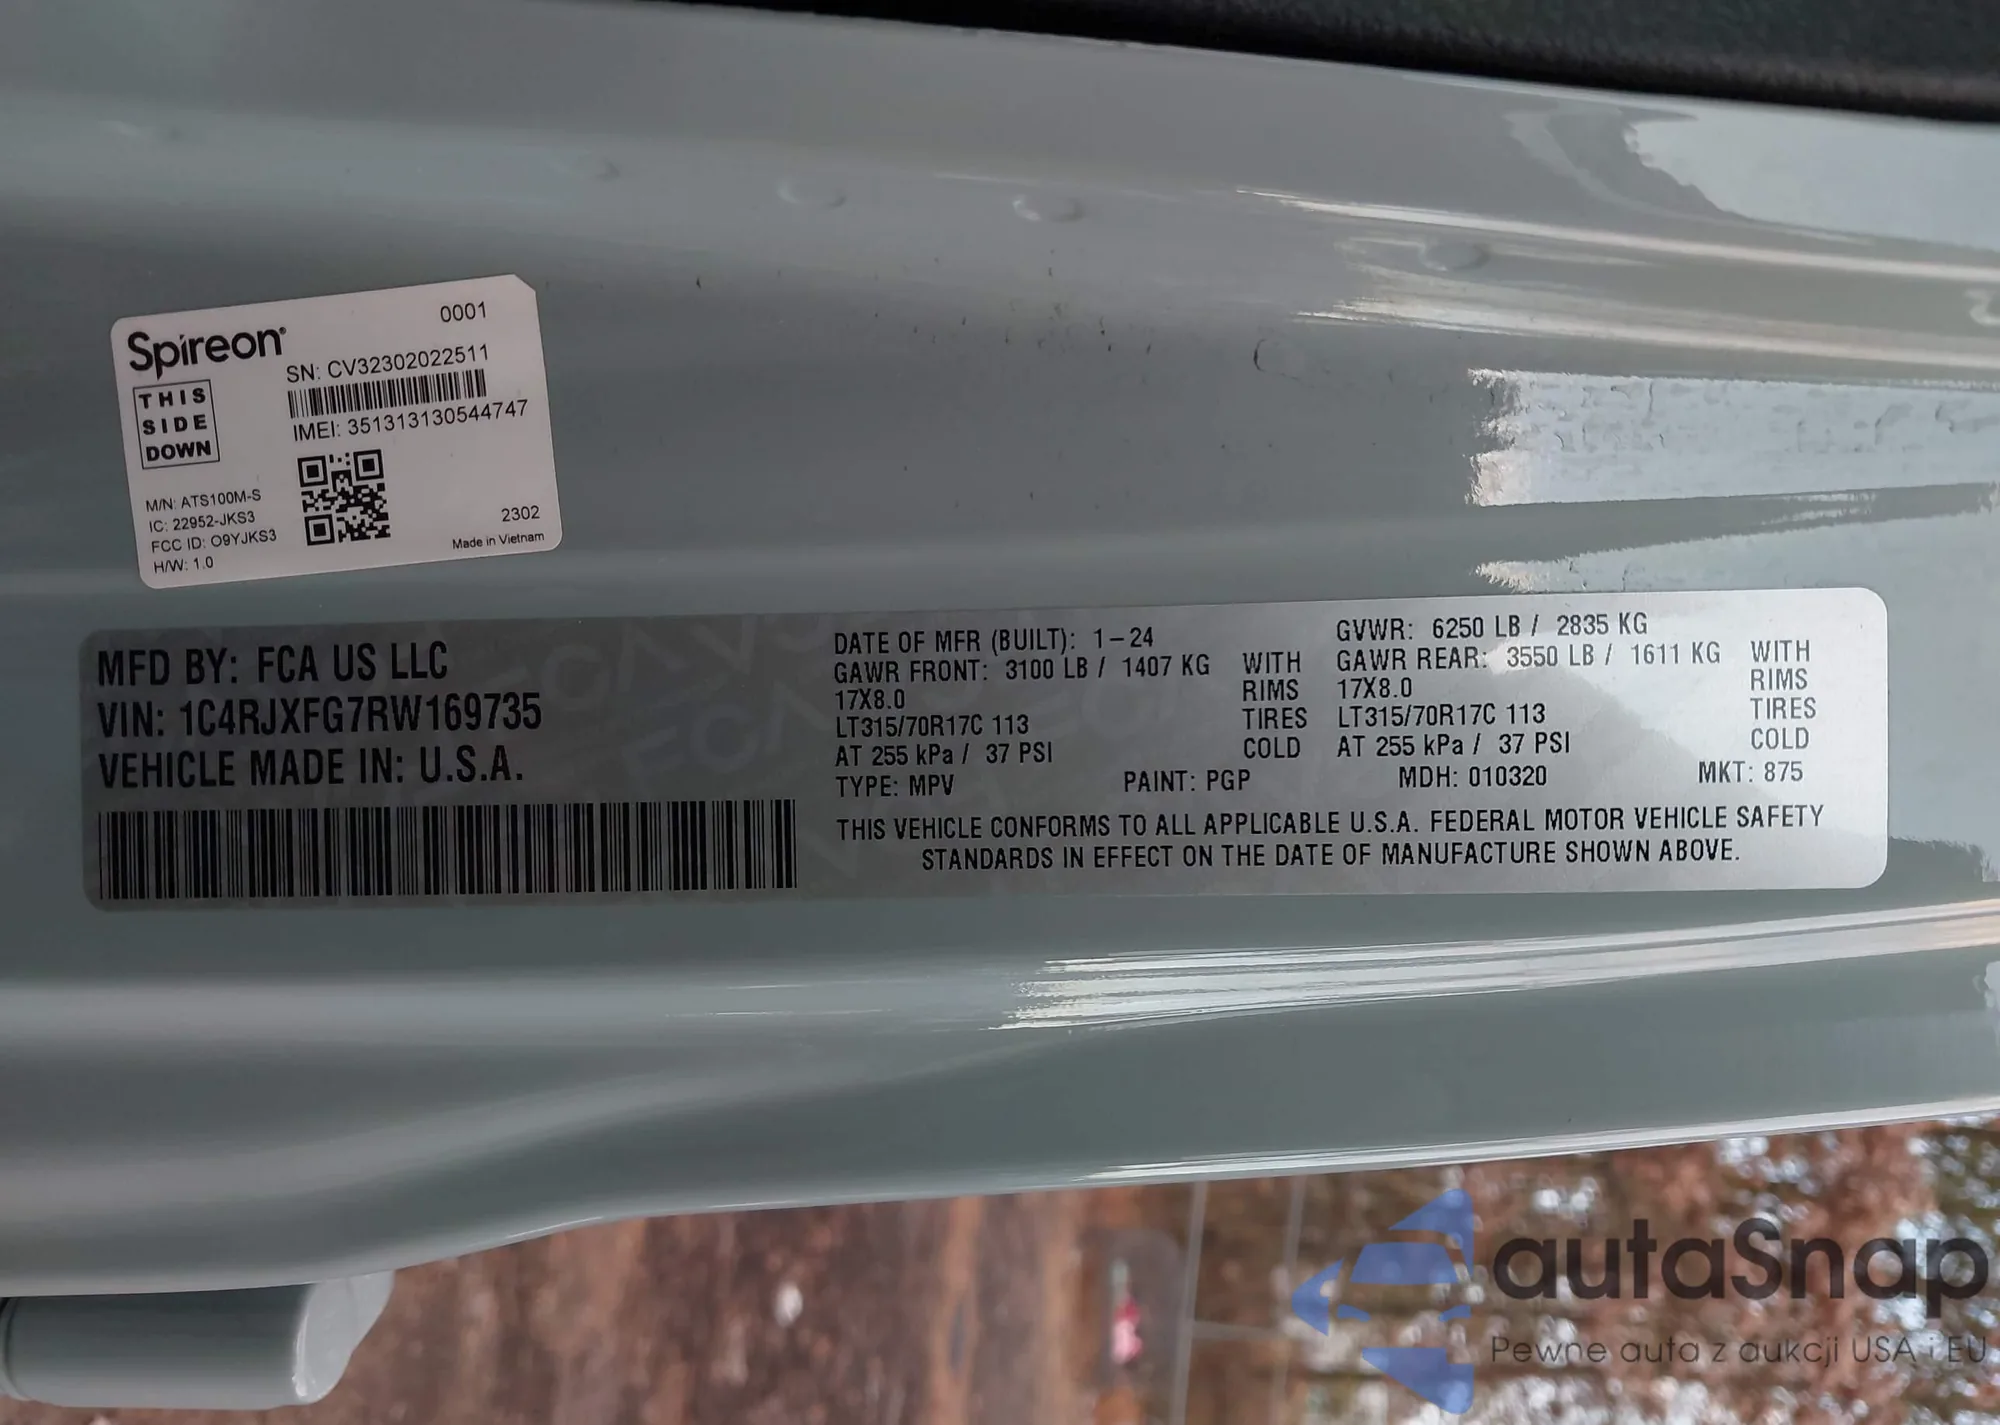 Spireon
0001
THIS
SIDE
DOWN
SN: CV32302022511
IMEI: 351313130544747
M/N: ATS100M-S
IC: 22952-JKS3
FCC ID: O9YJKS3
H/W: 1.0
2302
Made in Vietnam
MFD BY: FCA US LLC
VIN: 1C4RJXFG7RW169735
VEHICLE MADE IN: U.S.A.
DATE OF MFR (BUILT): 1-24 GVWR: 6250 LB / 2835 KG
GAWR FRONT: 3100 LB / 1407 KG WITH GAWR REAR: 3550 LB / 1611 KG WITH
17X8.0 RIMS 17X8.0 RIMS
LT315/70R17C 113 TIRES LT315/70R17C 113 TIRES
AT 255 kPa / 37 PSI COLD AT 255 kPa / 37 PSI COLD
TYPE: MPV PAINT: PGP MDH: 010320 MKT: 875
THIS VEHICLE CONFORMS TO ALL APPLICABLE U.S.A. FEDERAL MOTOR VEHICLE SAFETY
STANDARDS IN EFFECT ON THE DATE OF MANUFACTURE SHOWN ABOVE.
autaSnap
Pewne auta z aukcji USA i EU